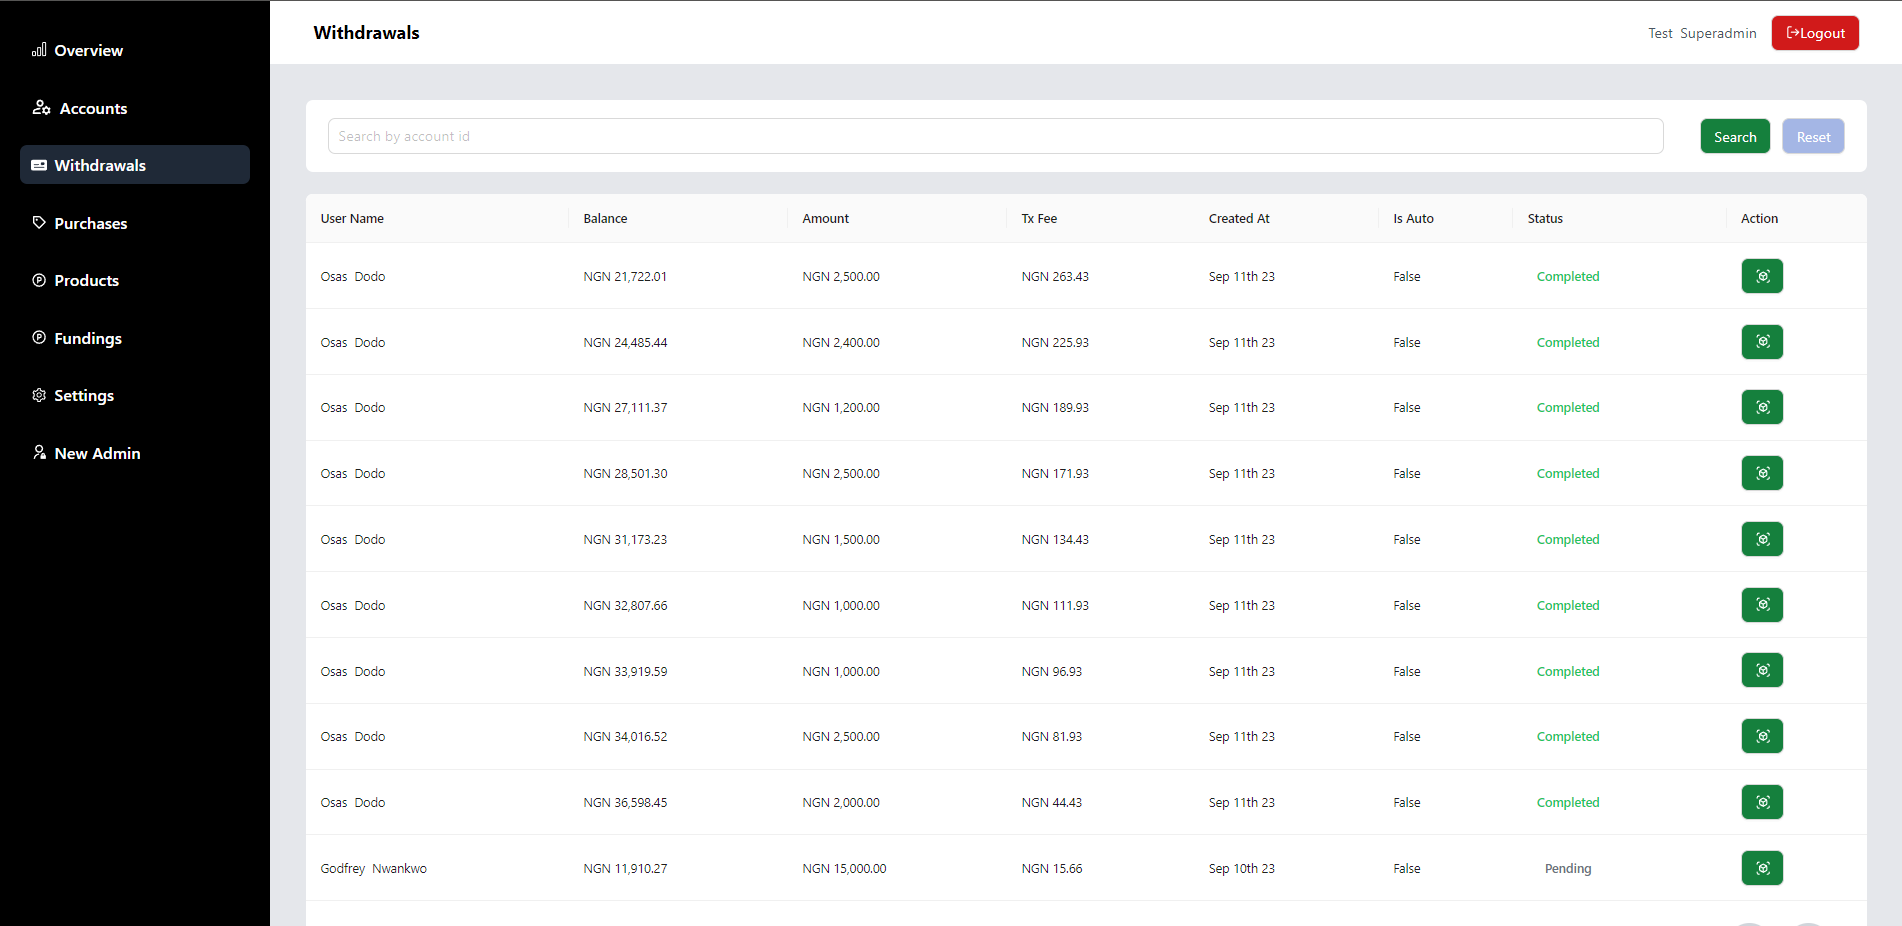 Overview
Accounts
Withdrawals
Purchases
Products
Fundings
Settings
New Admin
Withdrawals
Test Superadmin
Logout
Search by account id
Search
Reset
User Name Balance Amount Tx Fee Created At Is Auto Status Action
Osas Dodo NGN 21,722.01 NGN 2,500.00 NGN 263.43 Sep 11th 23 False Completed
Osas Dodo NGN 24,485.44 NGN 2,400.00 NGN 225.93 Sep 11th 23 False Completed
Osas Dodo NGN 27,111.37 NGN 1,200.00 NGN 189.93 Sep 11th 23 False Completed
Osas Dodo NGN 28,501.30 NGN 2,500.00 NGN 171.93 Sep 11th 23 False Completed
Osas Dodo NGN 31,173.23 NGN 1,500.00 NGN 134.43 Sep 11th 23 False Completed
Osas Dodo NGN 32,807.66 NGN 1,000.00 NGN 111.93 Sep 11th 23 False Completed
Osas Dodo NGN 33,919.59 NGN 1,000.00 NGN 96.93 Sep 11th 23 False Completed
Osas Dodo NGN 34,016.52 NGN 2,500.00 NGN 81.93 Sep 11th 23 False Completed
Osas Dodo NGN 36,598.45 NGN 2,000.00 NGN 44.43 Sep 11th 23 False Completed
Godfrey Nwankwo NGN 11,910.27 NGN 15,000.00 NGN 15.66 Sep 10th 23 False Pending